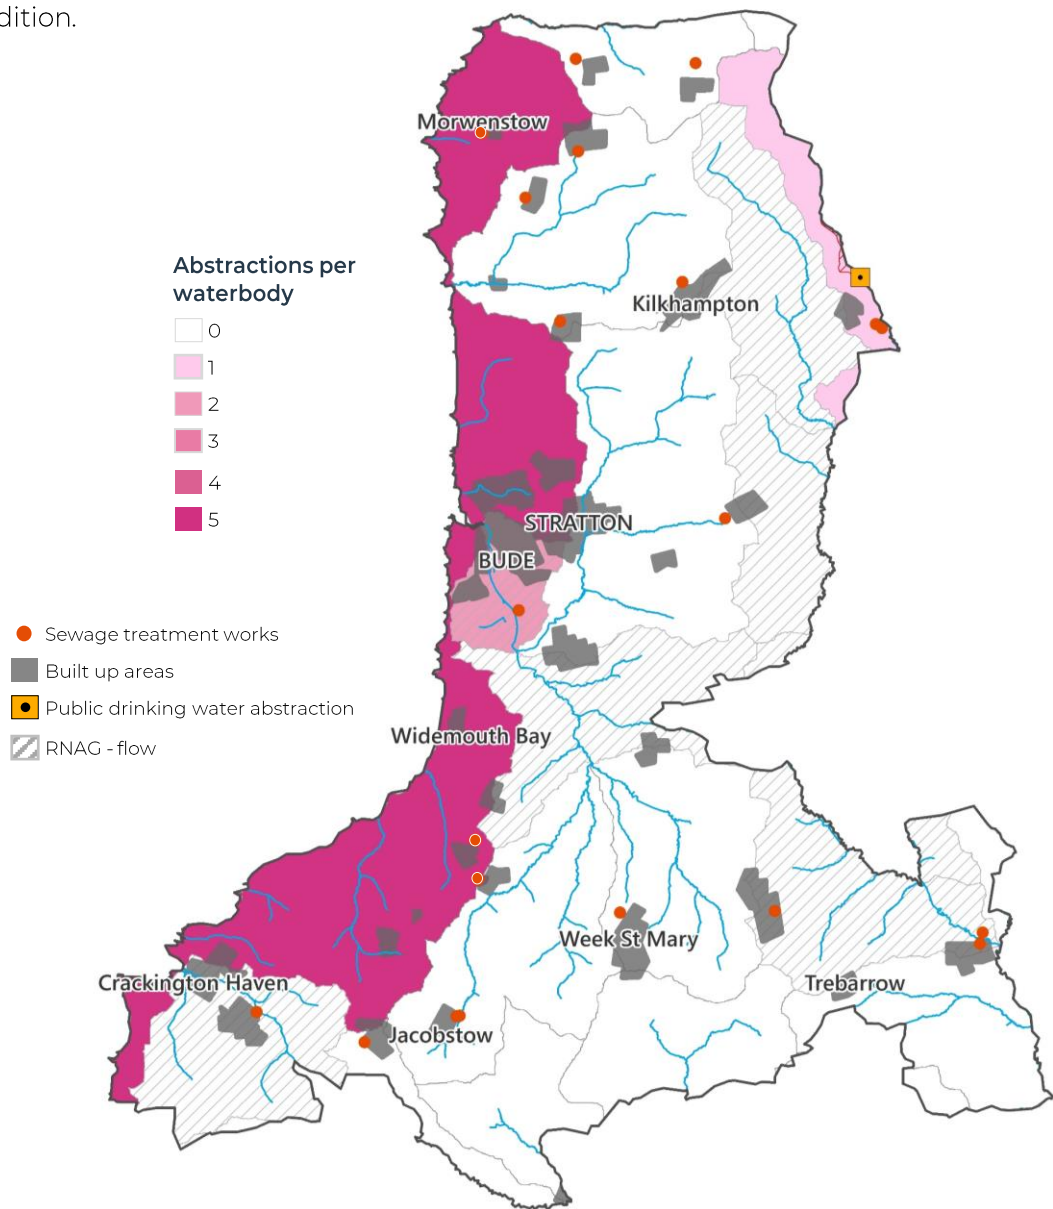 dition.
Morwenstow
Abstractions per
waterbody
0
1
2
3
4
5
Kilkhampton
STRATTON
BUDE
Sewage treatment works
Built up areas
Public drinking water abstraction
RNAG - flow
Widemouth Bay
Week St Mary
Crackington Haven
Trebarrow
Jacobstow